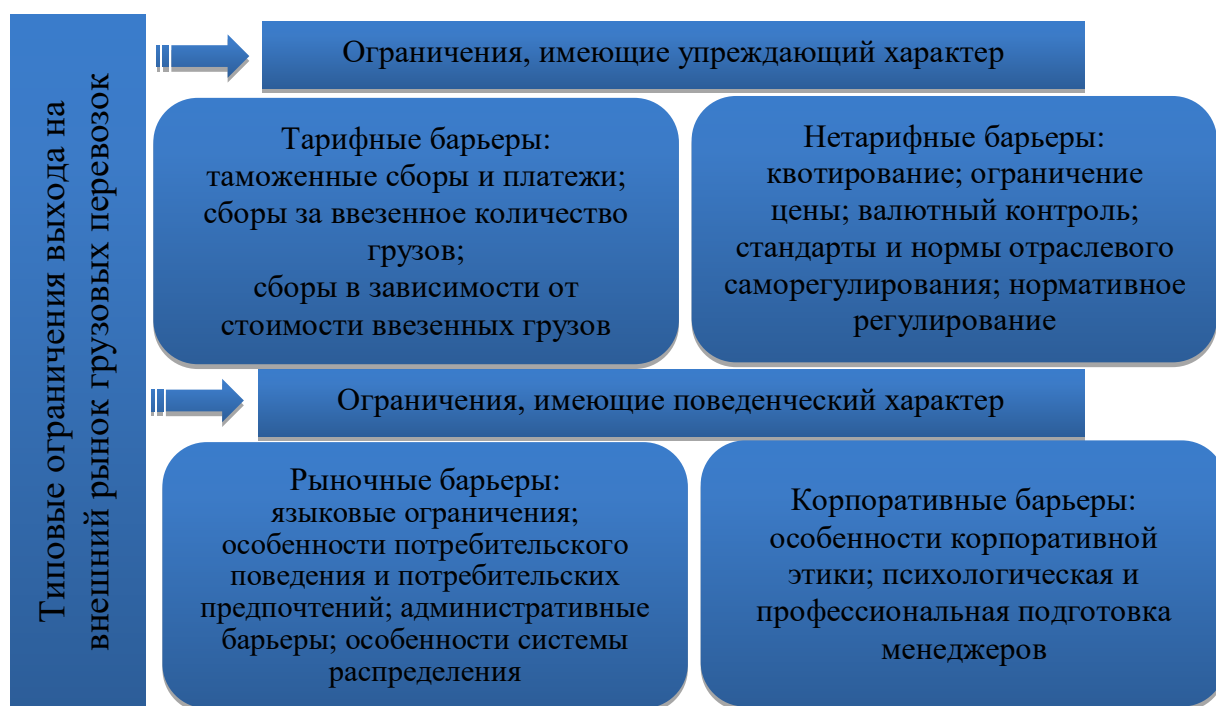 Типовые ограничения выхода на
внешний рынок грузовых перевозок
Ограничения, имеющие упреждающий характер
Тарифные барьеры:
таможенные сборы и платежи;
сборы за ввезенное количество
грузов;
сборы в зависимости от
стоимости ввезенных грузов
Нетарифные барьеры:
квотирование; ограничение
цены; валютный контроль;
стандарты и нормы отраслевого
саморегулирования; нормативное
регулирование
Ограничения, имеющие поведенческий характер
Рыночные барьеры:
языковые ограничения;
особенности потребительского
поведения и потребительских
предпочтений; административные
барьеры; особенности системы
распределения
Корпоративные барьеры:
особенности корпоративной
этики; психологическая и
профессиональная подготовка
менеджеров